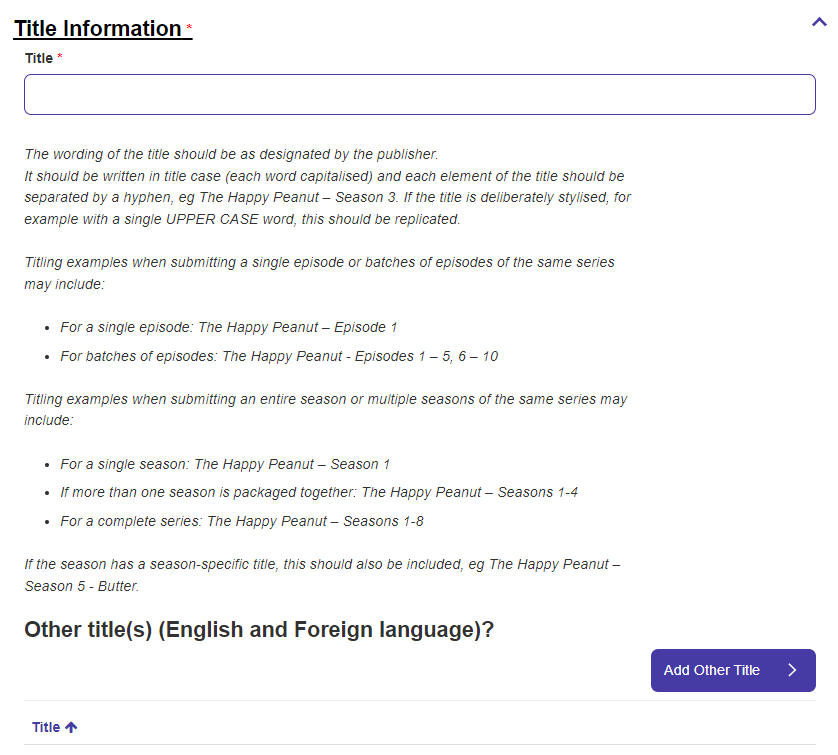 Title Information *
Title *
The wording of the title should be as designated by the publisher.
It should be written in title case (each word capitalised) and each element of the title should be
separated by a hyphen, eg The Happy Peanut – Season 3. If the title is deliberately stylised, for
example with a single UPPER CASE word, this should be replicated.
Titling examples when submitting a single episode or batches of episodes of the same series
may include:
• For a single episode: The Happy Peanut – Episode 1
• For batches of episodes: The Happy Peanut - Episodes 1 – 5, 6 – 10
Titling examples when submitting an entire season or multiple seasons of the same series may
include:
• For a single season: The Happy Peanut – Season 1
• If more than one season is packaged together: The Happy Peanut – Seasons 1-4
• For a complete series: The Happy Peanut – Seasons 1-8
If the season has a season-specific title, this should also be included, eg The Happy Peanut –
Season 5 - Butter.
Other title(s) (English and Foreign language)?
Add Other Title
Title